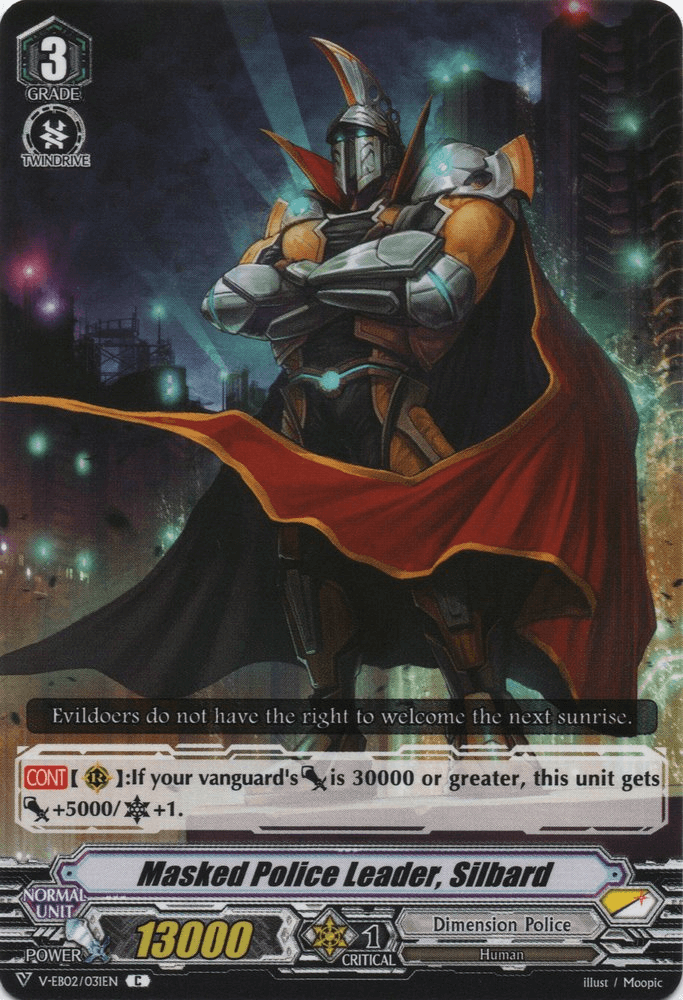 3
GRADE
TWINDRIVE
Evildoers do not have the right to welcome the next sunrise.
CONT【R】:If your vanguard's is 30000 or greater, this unit gets
+5000/ +1.
Masked Police Leader, Silbard
NORMAL
UNIT
POWER
13000
1
CRITICAL
Dimension Police
Human
V-EB02/031EN C
illust / Moopic